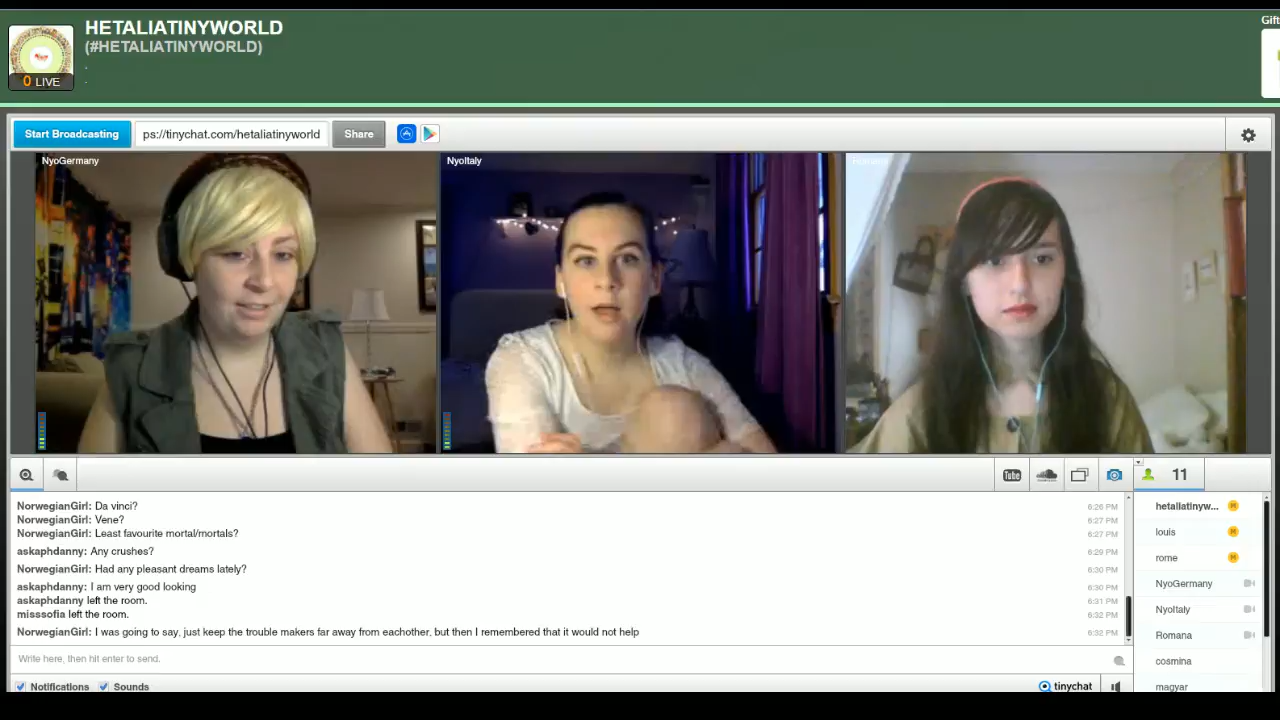 HETALIATINYWORLD
(#HETALIATINYWORLD)
0 LIVE
Gift
Start Broadcasting
ps://tinychat.com/hetaliatinyworld
Share
NyoGermany
NyoItaly
Romana
You Tube
11
NorwegianGirl: Da vinci? 6:26 PM
NorwegianGirl: Vene? 6:27 PM
NorwegianGirl: Least favourite mortal/mortals? 6:27 PM
askaphdanny: Any crushes? 6:29 PM
NorwegianGirl: Had any pleasant dreams lately? 6:30 PM
askaphdanny: I am very good looking 6:30 PM
askaphdanny left the room. 6:31 PM
misssofia left the room. 6:32 PM
NorwegianGirl: I was going to say, just keep the trouble makers far away from eachother, but then I remembered that it would not help 6:32 PM
Write here, then hit enter to send.
Notifications Sounds
tinychat
hetaliatinyw... M
louis M
rome M
NyoGermany
NyoItaly
Romana
cosmina
magyar